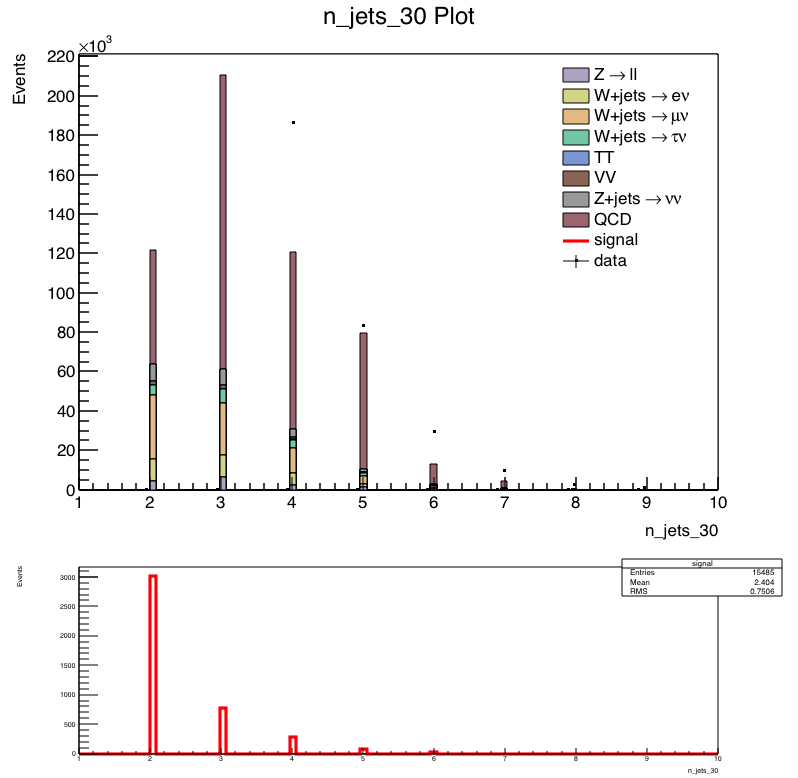 n_jets_30 Plot
×10³
Events
220
200
180
160
140
120
100
80
60
40
20
0
Z → ll
W+jets → eν
W+jets → μν
W+jets → τν
TT
VV
Z+jets → νν
QCD
signal
data
1 2 3 4 5 6 7 8 9 10
n_jets_30
Events
3000
2500
2000
1500
1000
500
0
signal
Entries 15485
Mean 2.404
RMS 0.7506
1 2 3 4 5 6 7 8 9 10
n_jets_30